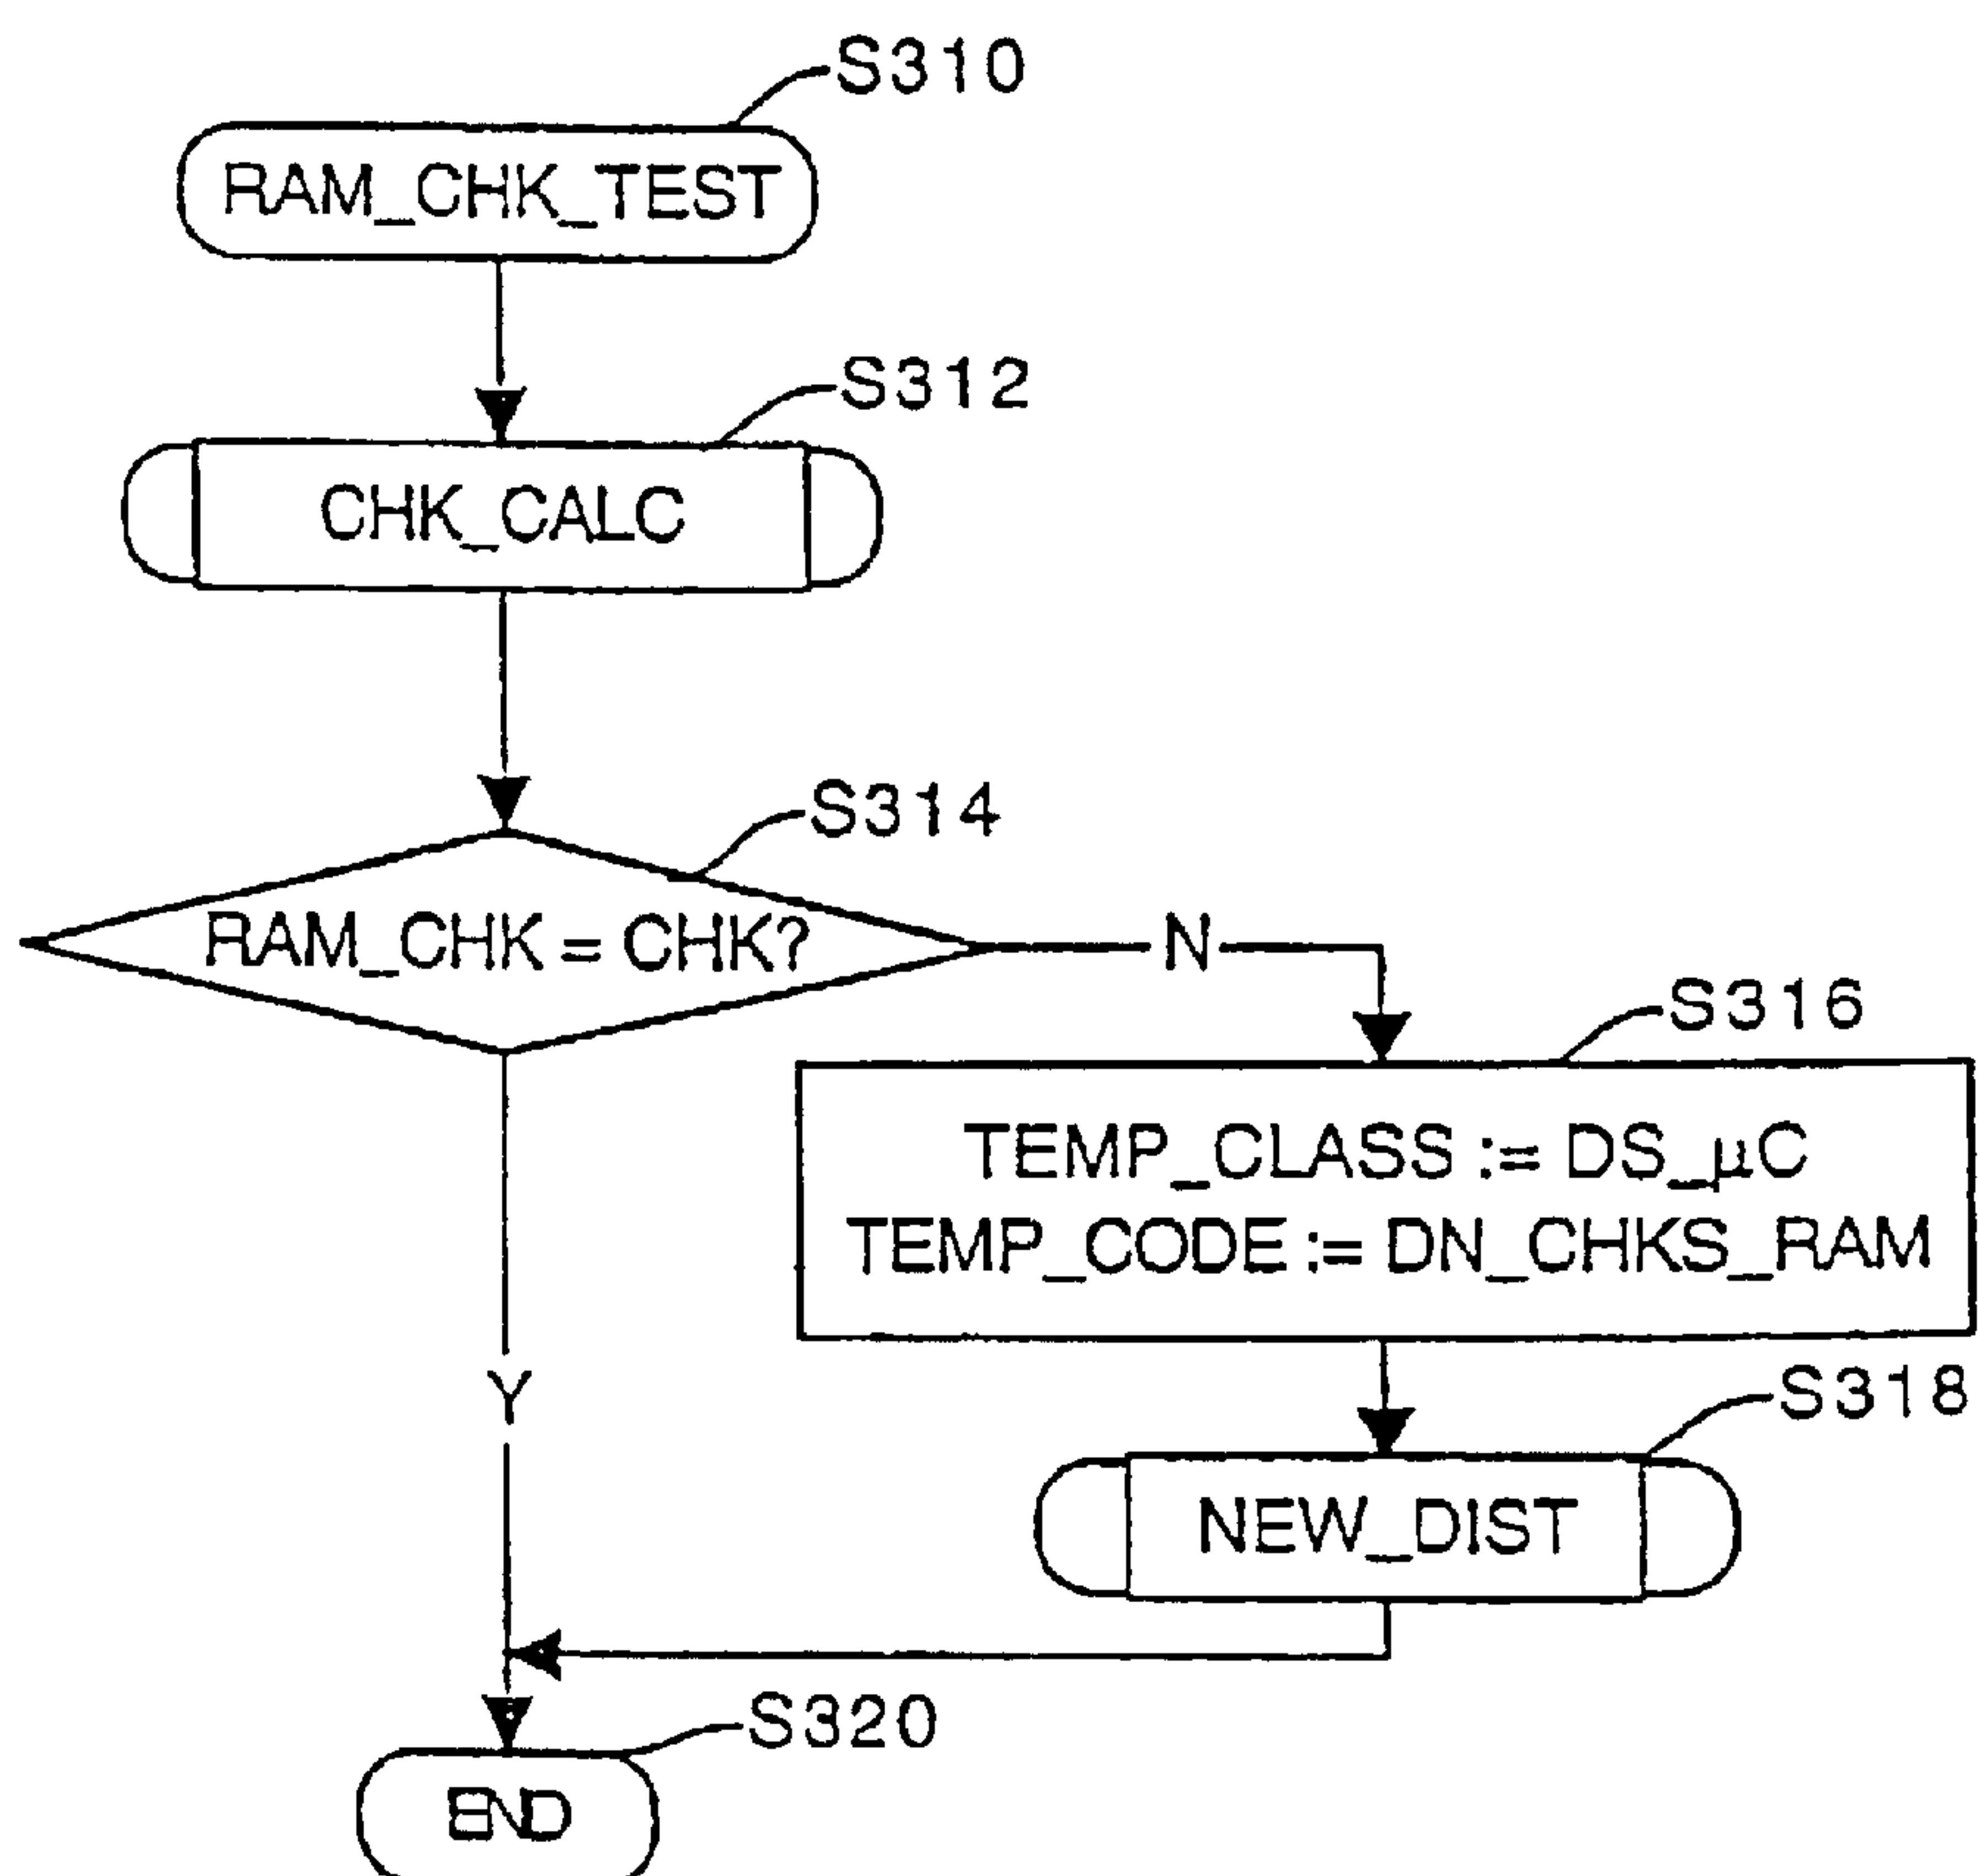 S310
RAM_CHK_TEST
S312
CHK_CALC
S314
RAM_CHK = CHK?
N
S316
TEMP_CLASS := DS_µC
TEMP_CODE := DN_CHKS_RAM
Y
S318
NEW_DIST
S320
END